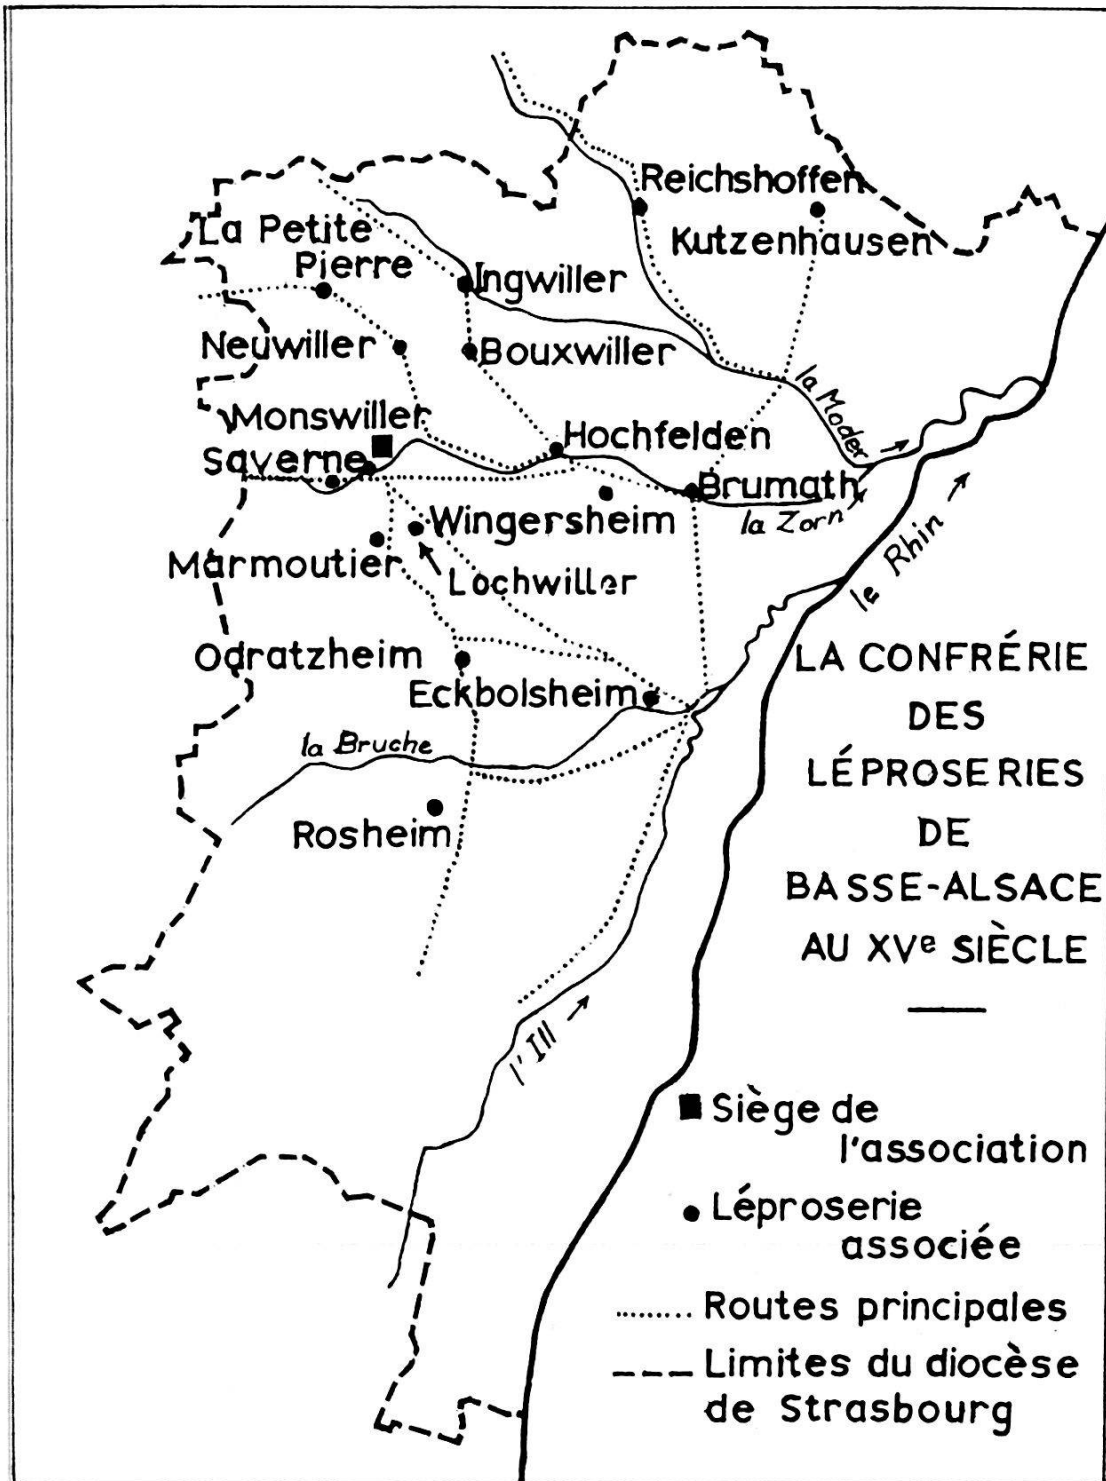 Reichshoffen
Kutzenhausen
La Petite
Pierre
Ingwiller
Neuwiller
Bouxwiller
la Moder
Monswiller
Hochfelden
Saverne
Brumath
Wingersheim
la Zorn
Marmoutier
Lochwiller
le Rhin
Odratzheim
Eckbolsheim
la Bruche
Rosheim
l'Ill
LA CONFRÉRIE
DES
LÉPROSERIES
DE
BASSE-ALSACE
AU XVe SIÈCLE
Siège de
l'association
Léproserie
associée
Routes principales
Limites du diocèse
de Strasbourg